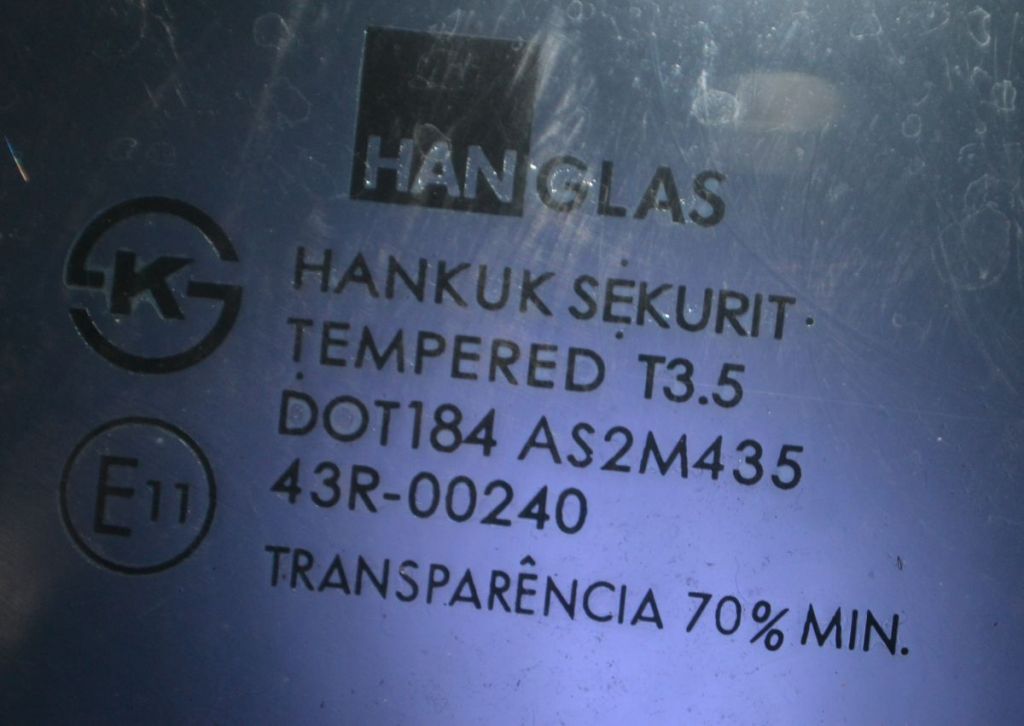 HANGLAS
K
HANKUK SEKURIT
TEMPERED T3.5
DOT184 AS2M435
E11
43R-00240
TRANSPARÊNCIA 70% MIN.